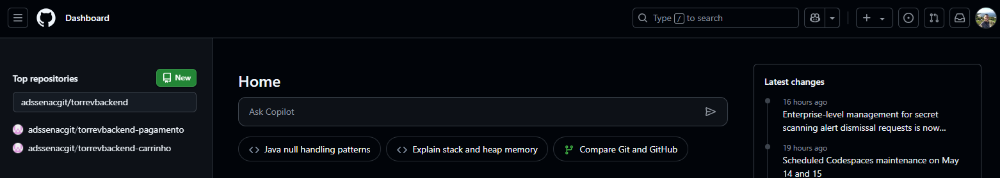 Dashboard
Type / to search
Top repositories
New
adssenacgit/torrevbackend
adssenacgit/torrevbackend-pagamento
adssenacgit/torrevbackend-carrinho
Home
Ask Copilot
Java null handling patterns
Explain stack and heap memory
Compare Git and GitHub
Latest changes
16 hours ago
Enterprise-level management for secret
scanning alert dismissal requests is now...
19 hours ago
Scheduled Codespaces maintenance on May
14 and 15